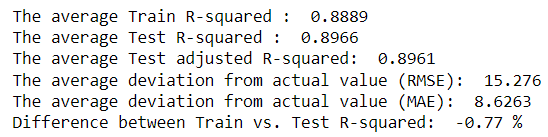 The average Train R-squared :  0.8889
The average Test R-squared :  0.8966
The average Test adjusted R-squared:  0.8961
The average deviation from actual value (RMSE):  15.276
The average deviation from actual value (MAE):  8.6263
Difference between Train vs. Test R-squared:  -0.77 %